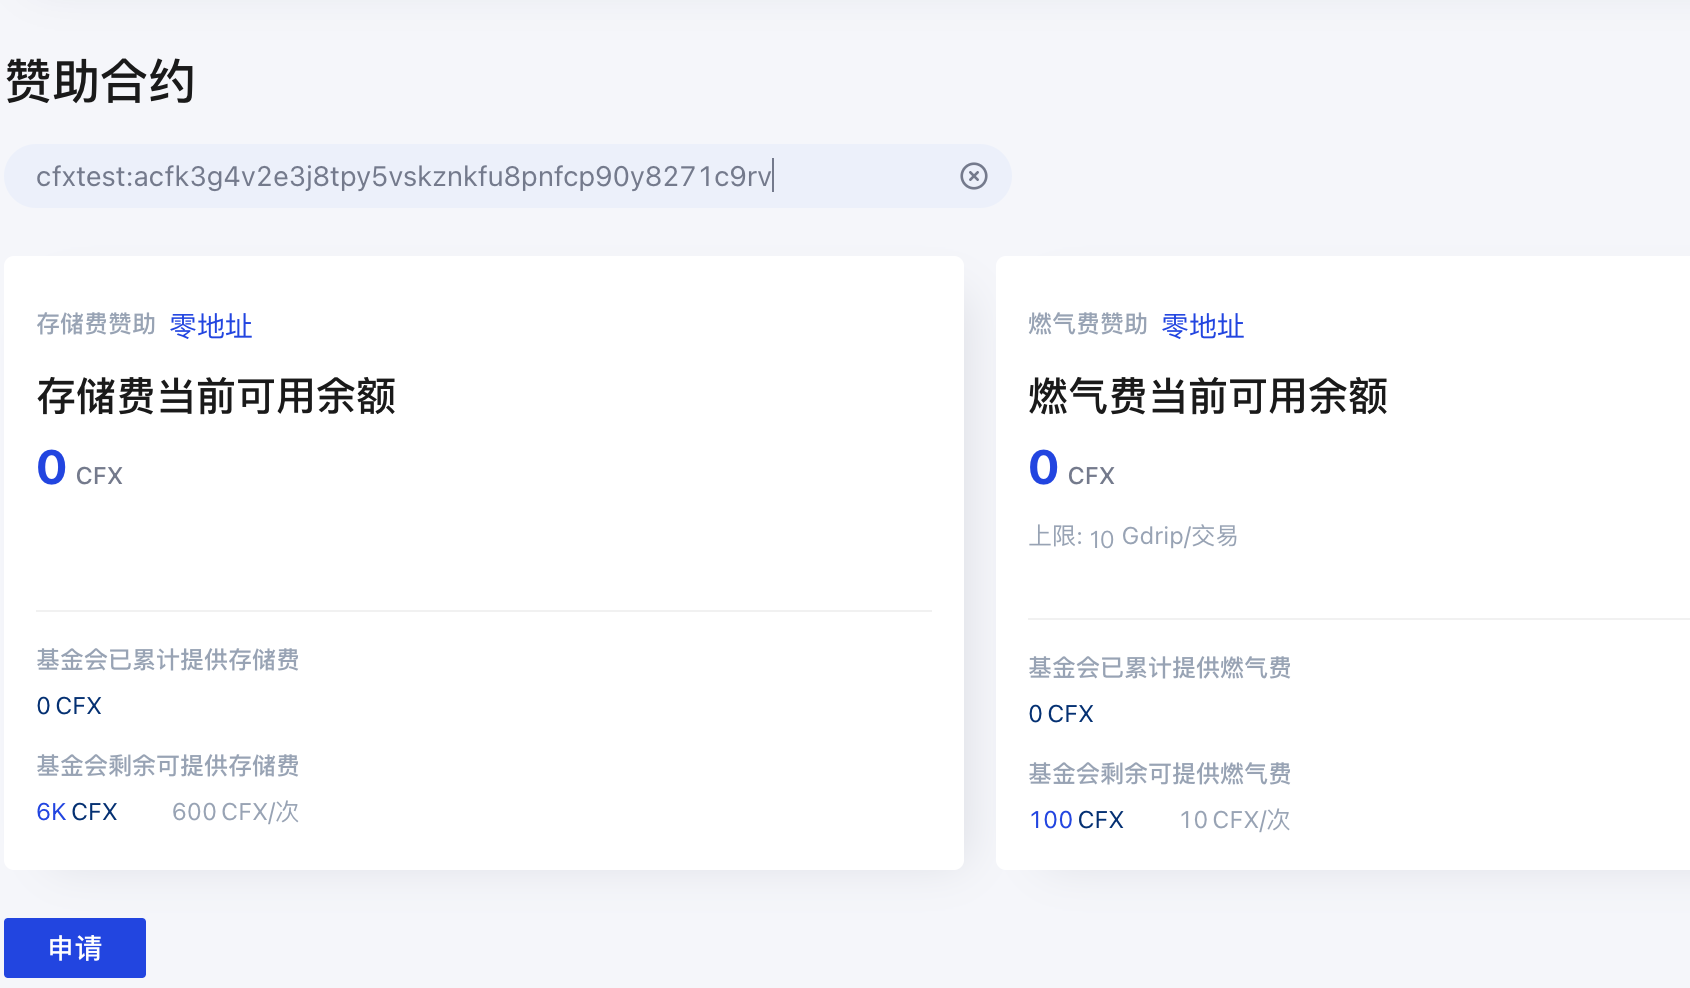 赞助合约
cfxtest:acfk3g4v2e3j8tpy5vskznkfu8pnfcp90y8271c9rv
存储费赞助 零地址
存储费当前可用余额
0 CFX
基金会已累计提供存储费
0 CFX
基金会剩余可提供存储费
6K CFX 600 CFX/次
燃气费赞助 零地址
燃气费当前可用余额
0 CFX
上限: 10 Gdrip/交易
基金会已累计提供燃气费
0 CFX
基金会剩余可提供燃气费
100 CFX 10 CFX/次
申请